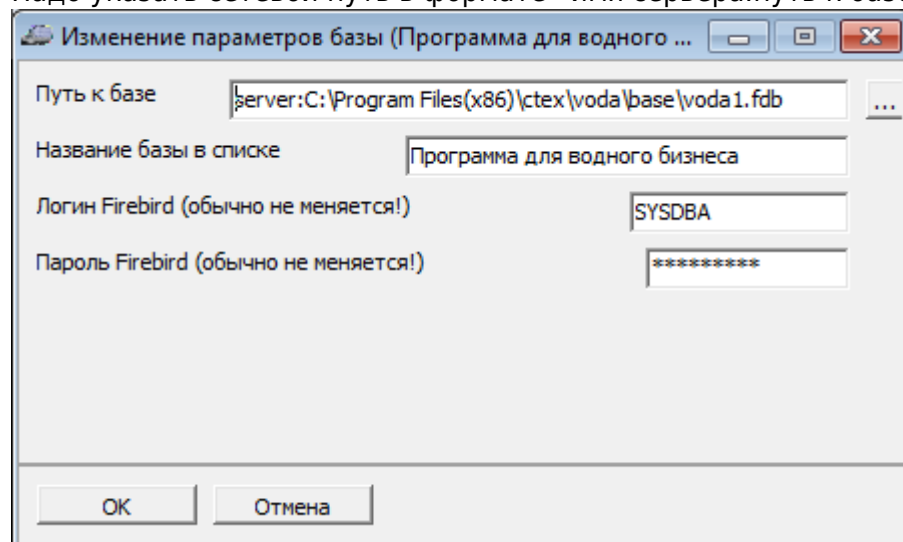 Изменение параметров базы (Программа для водного ...
Путь к базе
server:C:\Program Files(x86)\ctex\voda\base\voda1.fdb
...
Название базы в списке
Программа для водного бизнеса
Логин Firebird (обычно не меняется!)
SYSDBA
Пароль Firebird (обычно не меняется!)
*********
OK
Отмена